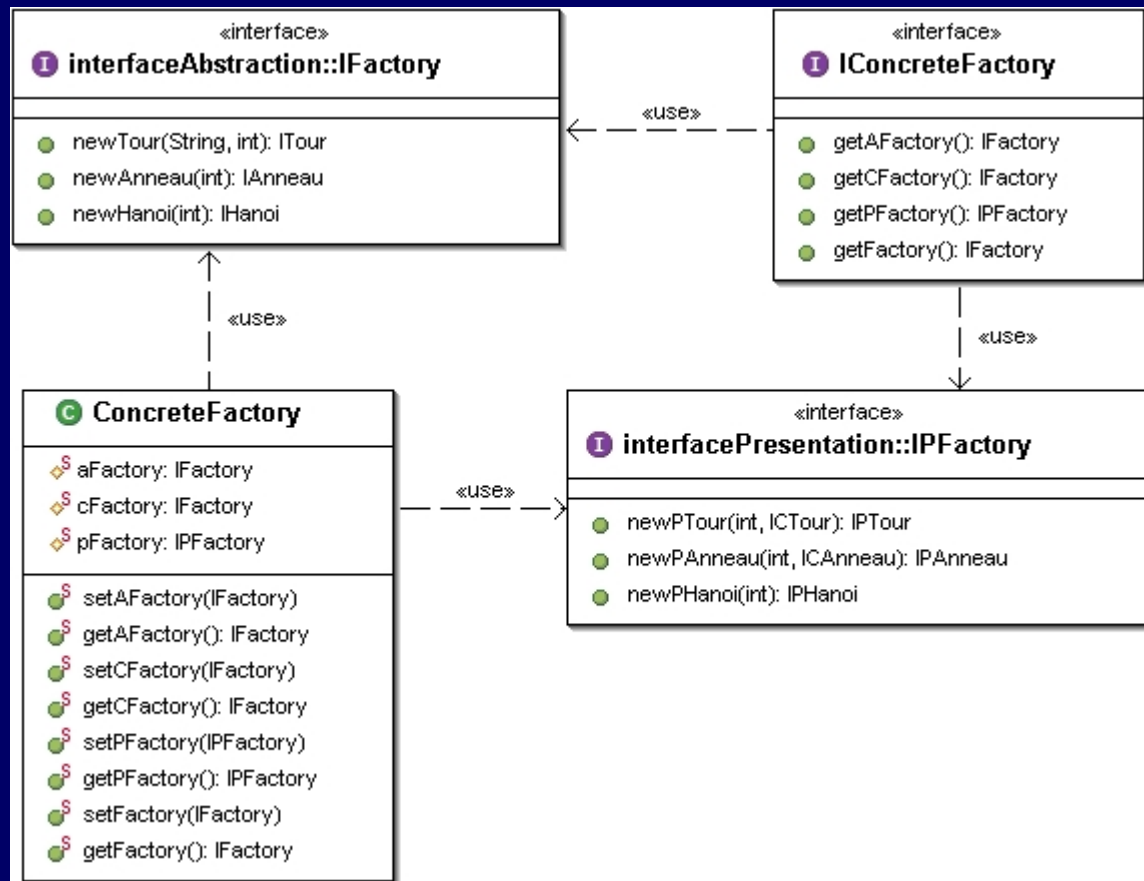 «interface»
I interfaceAbstraction::IFactory
newTour(String, int): ITour
newAnneau(int): IAnneau
newHanoi(int): IHanoi
«use»
«interface»
I IConcreteFactory
getAFactory(): IFactory
getCFactory(): IFactory
getPFactory(): IPFactory
getFactory(): IFactory
«use»
«use»
C ConcreteFactory
S aFactory: IFactory
S cFactory: IFactory
S pFactory: IPFactory
S setAFactory(IFactory)
S getAFactory(): IFactory
S setCFactory(IFactory)
S getCFactory(): IFactory
S setPFactory(IPFactory)
S getPFactory(): IPFactory
S setFactory(IFactory)
S getFactory(): IFactory
«use»
«interface»
I interfacePresentation::IPFactory
newPTour(int, ICTour): IPTour
newPAnneau(int, ICAnneau): IPAnneau
newPHanoi(int): IPHanoi